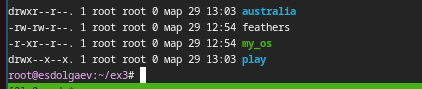 drwxr--r--. 1 root root 0 мар 29 13:03 australia
-rw-rw-r--. 1 root root 0 мар 29 12:54 feathers
-r-xr--r--. 1 root root 0 мар 29 12:54 my_os
drwx--x--x. 1 root root 0 мар 29 13:03 play
root@esdolgaev:~/ex3#